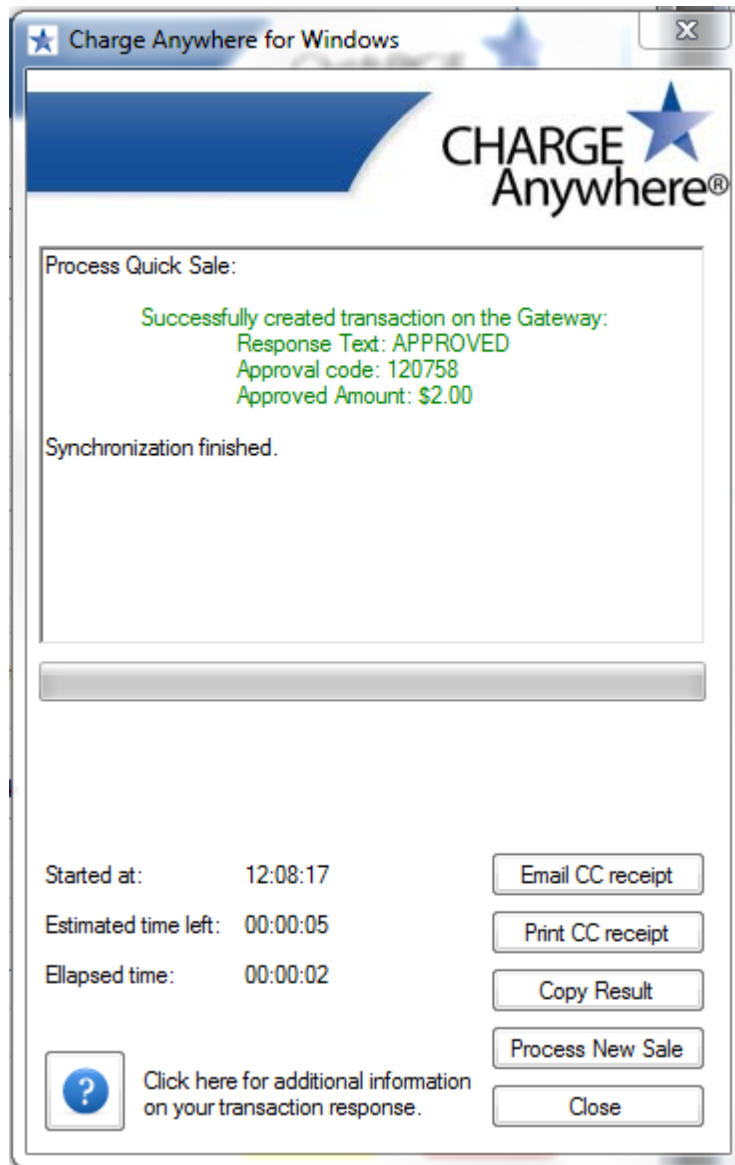 Charge Anywhere for Windows
CHARGE
Anywhere®
Process Quick Sale:
Successfully created transaction on the Gateway:
Response Text: APPROVED
Approval code: 120758
Approved Amount: $2.00
Synchronization finished.
Started at: 12:08:17
Email CC receipt
Estimated time left: 00:00:05
Print CC receipt
Ellapsed time: 00:00:02
Copy Result
Process New Sale
Click here for additional information
on your transaction response.
Close